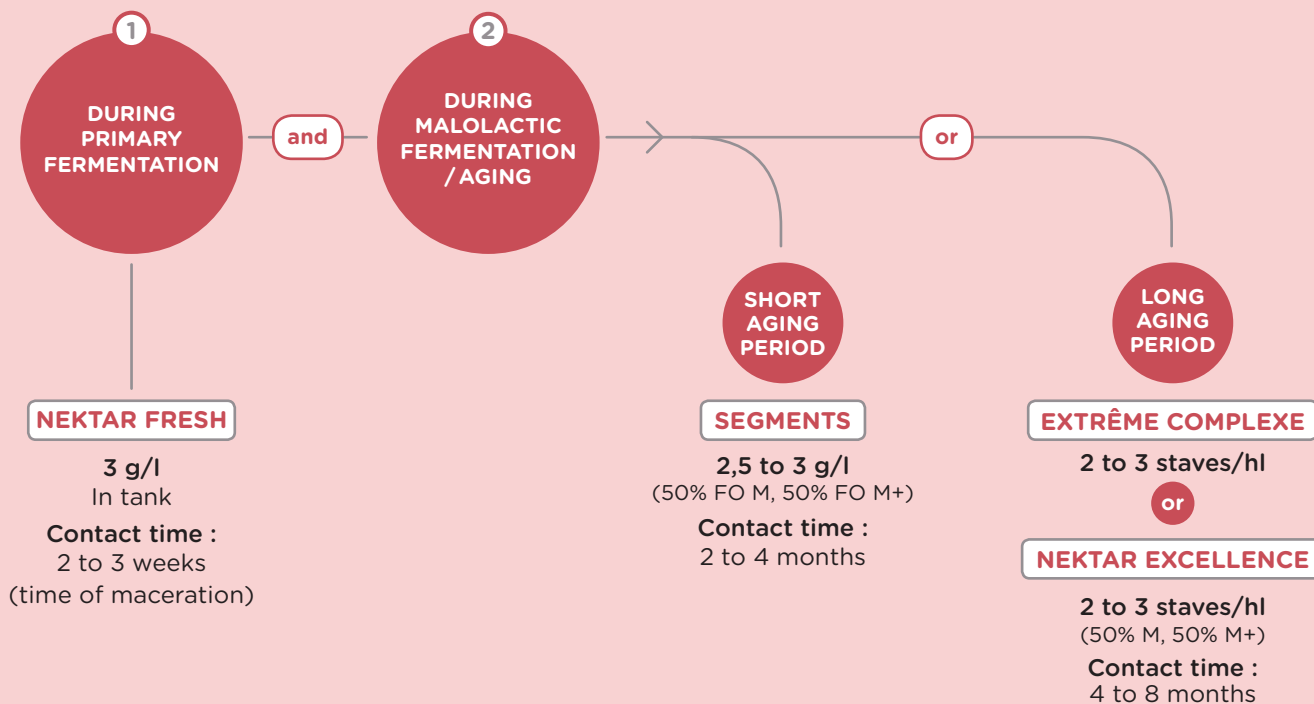 1
DURING
PRIMARY
FERMENTATION
and
2
DURING
MALOLACTIC
FERMENTATION
/ AGING
or
NEKTAR FRESH
3 g/l
In tank
Contact time :
2 to 3 weeks
(time of maceration)
SHORT
AGING
PERIOD
SEGMENTS
2,5 to 3 g/l
(50% FO M, 50% FO M+)
Contact time :
2 to 4 months
LONG
AGING
PERIOD
EXTRÊME COMPLEXE
2 to 3 staves/hl
or
NEKTAR EXCELLENCE
2 to 3 staves/hl
(50% M, 50% M+)
Contact time :
4 to 8 months